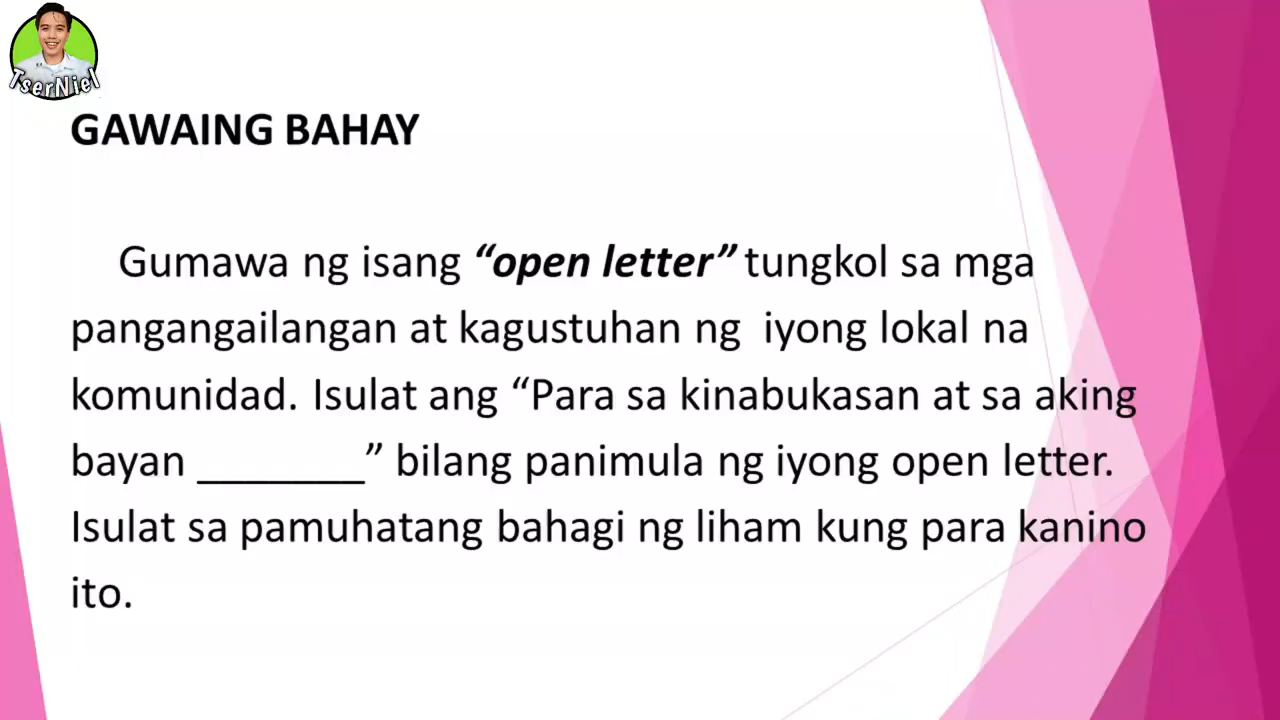 TserNiel
GAWAING BAHAY
Gumawa ng isang “open letter” tungkol sa mga
pangangailangan at kagustuhan ng iyong lokal na
komunidad. Isulat ang “Para sa kinabukasan at sa aking
bayan _______” bilang panimula ng iyong open letter.
Isulat sa pamuhatang bahagi ng liham kung para kanino
ito.